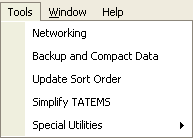 Tools Window Help
Networking
Backup and Compact Data
Update Sort Order
Simplify TATEMS
Special Utilities